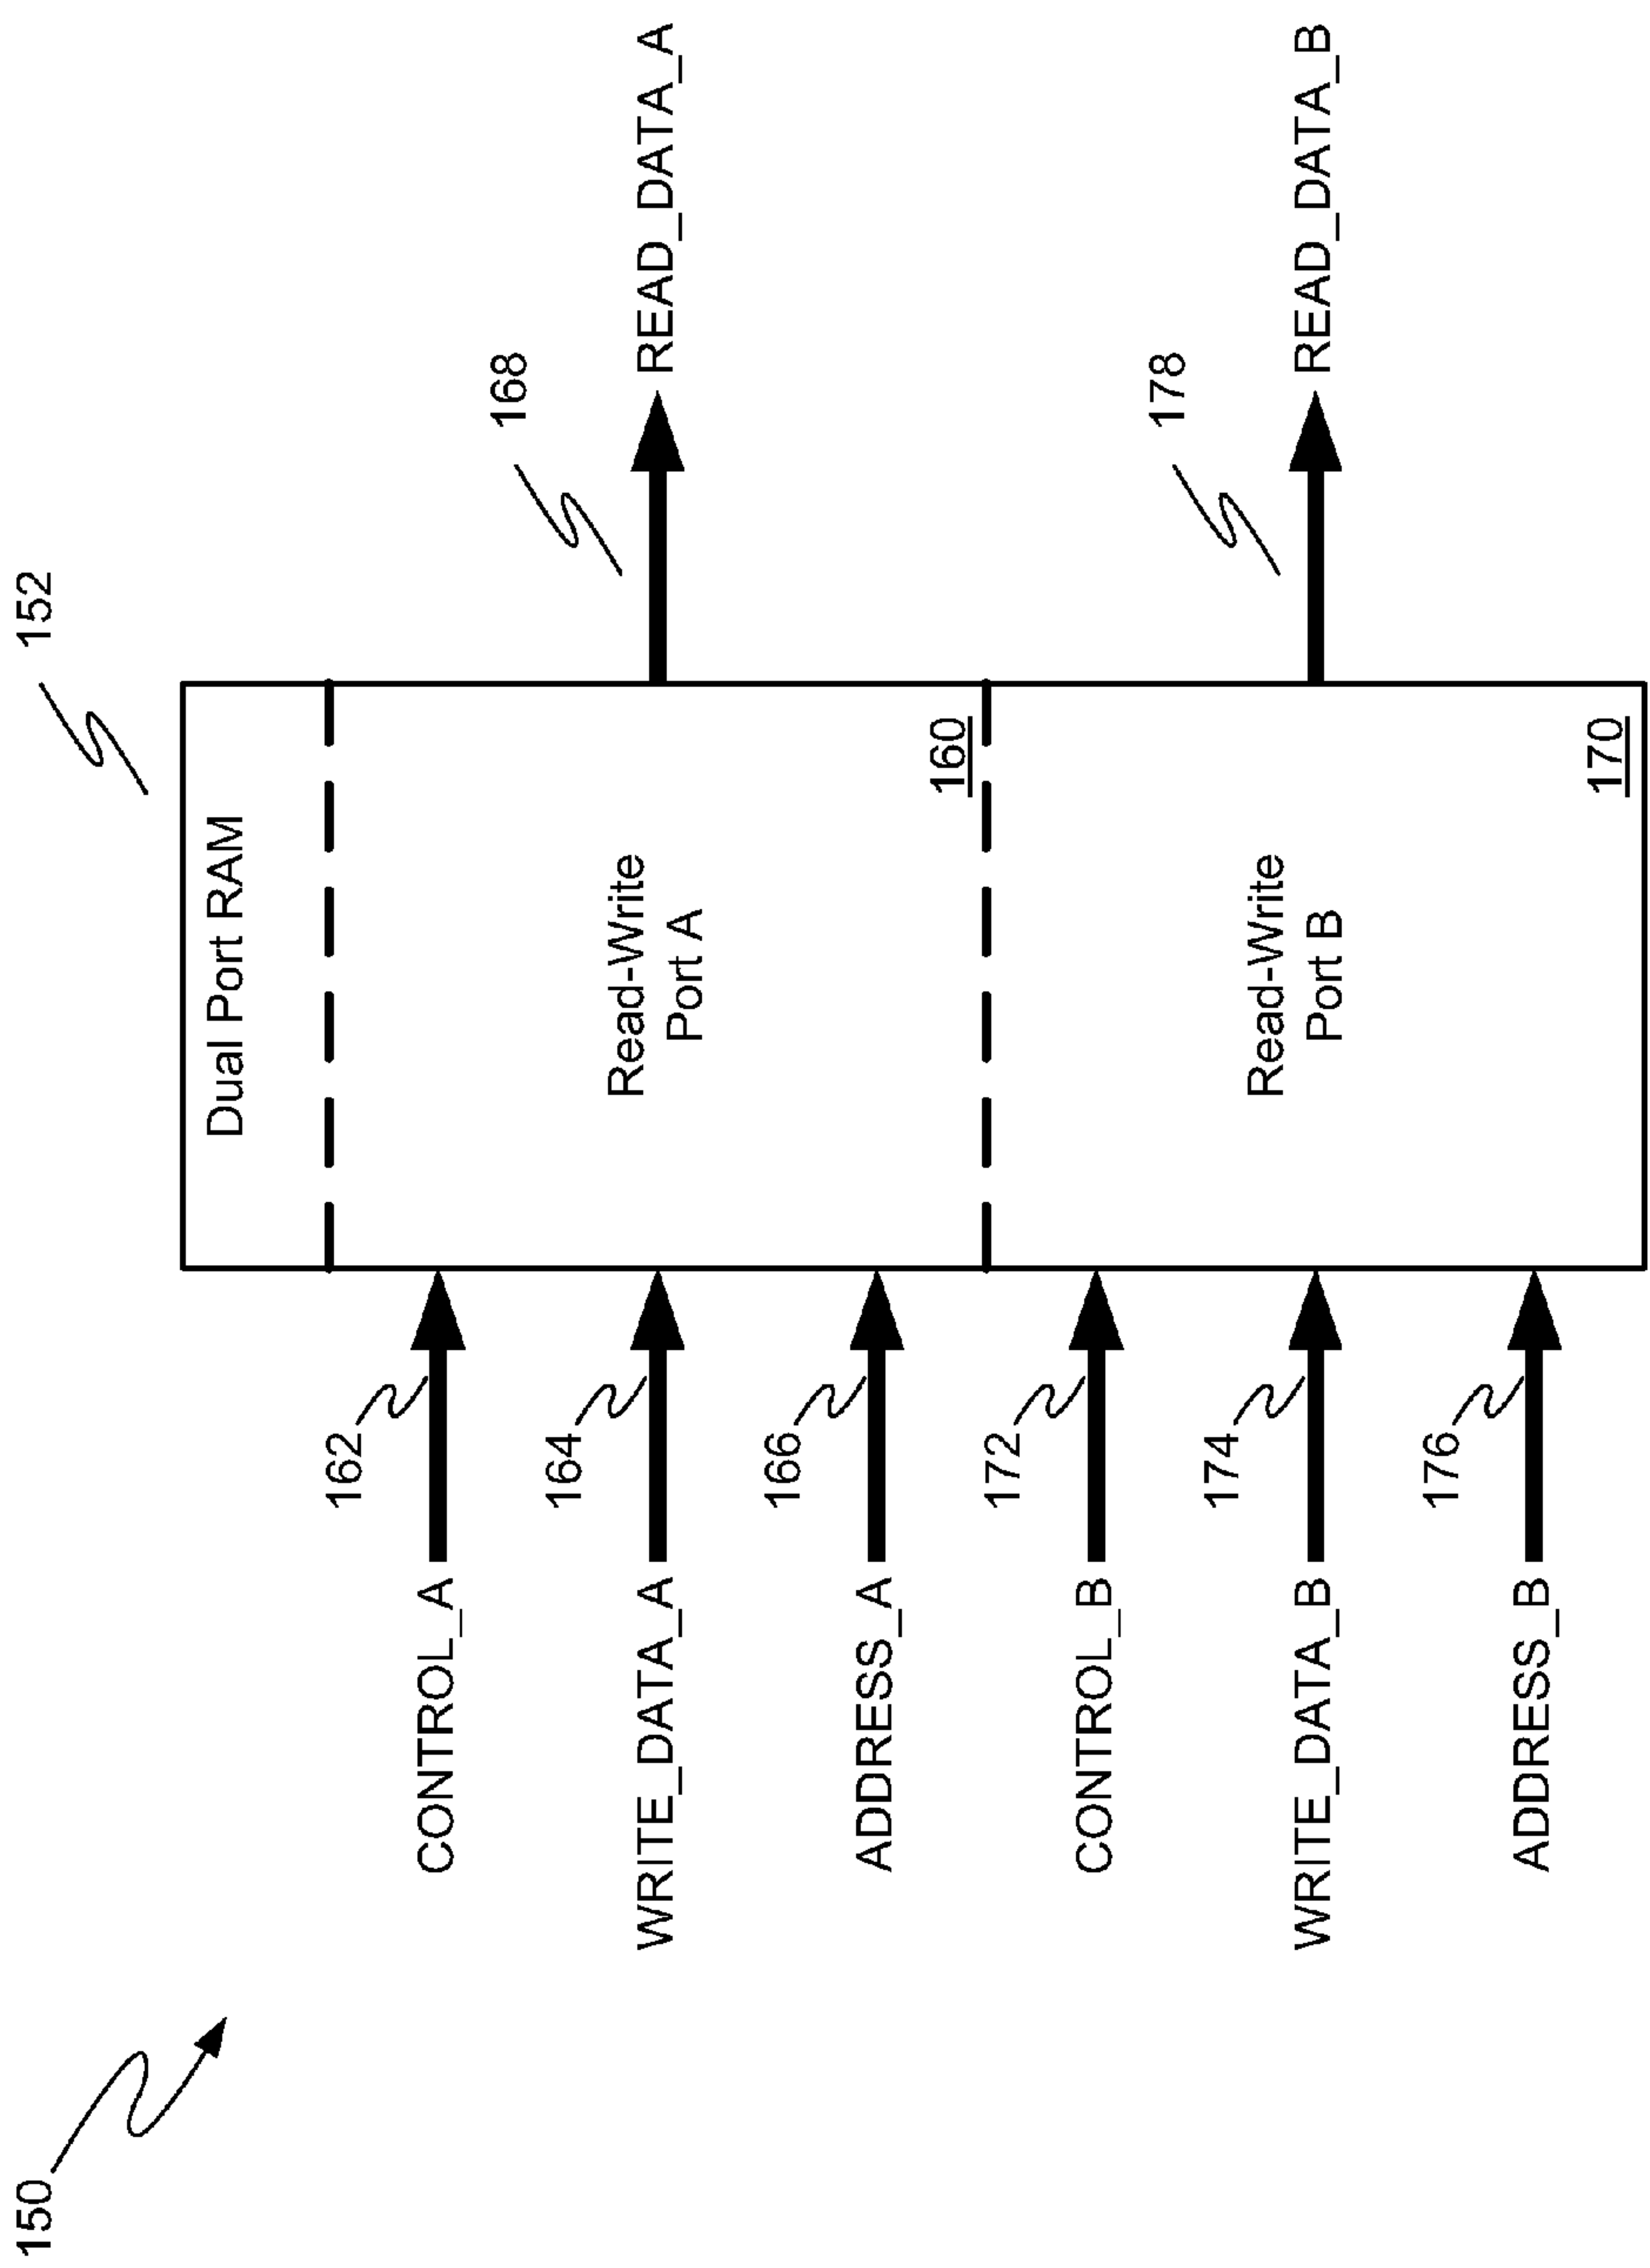 150
152
Dual Port RAM
CONTROL_A
162
WRITE_DATA_A
164
ADDRESS_A
166
Read-Write
Port A
160
168
READ_DATA_A
CONTROL_B
172
WRITE_DATA_B
174
ADDRESS_B
176
Read-Write
Port B
170
178
READ_DATA_B